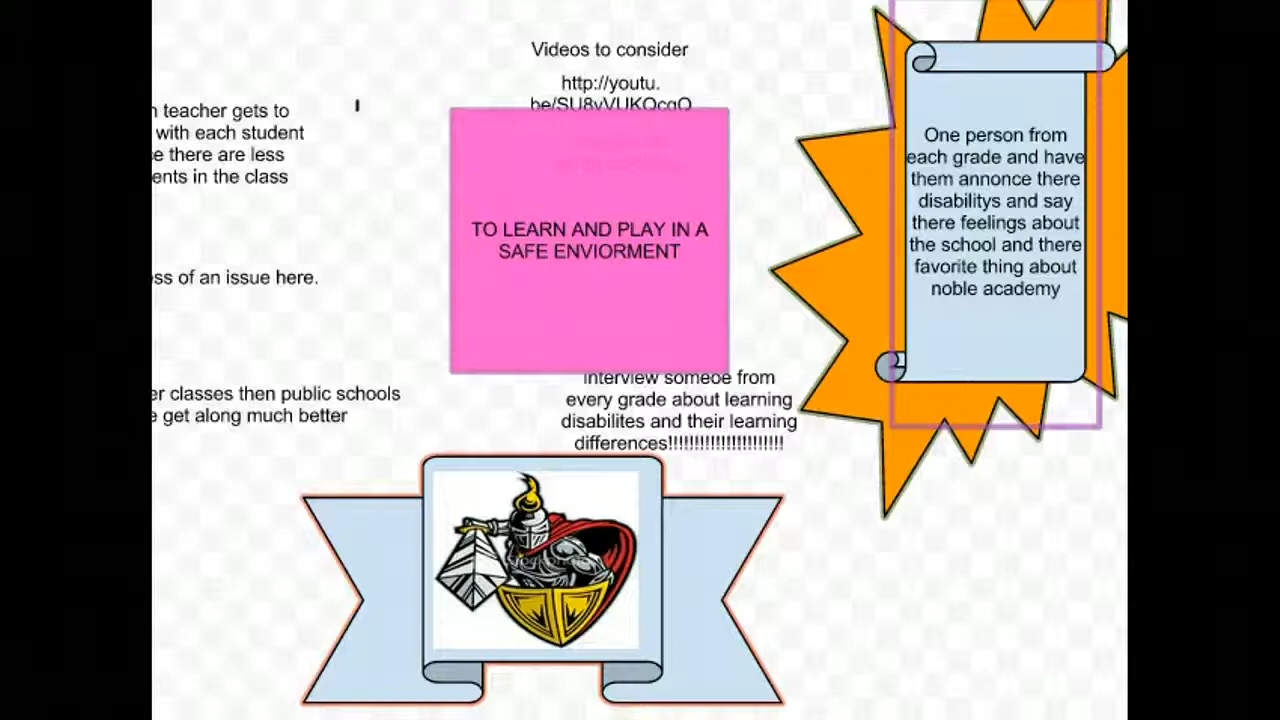 Videos to consider
http://youtu.
teacher gets to
with each student
there are less
in the class
of an issue here.
classes then public schools
get along much better
TO LEARN AND PLAY IN A
SAFE ENVIORMENT
interview someoe from
every grade about learning
disabilites and their learning
differences!!!!!!!!!!!!!!!!!!!!!!!
One person from
each grade and have
them annonce there
disabilitys and say
there feelings about
the school and there
favorite thing about
noble academy